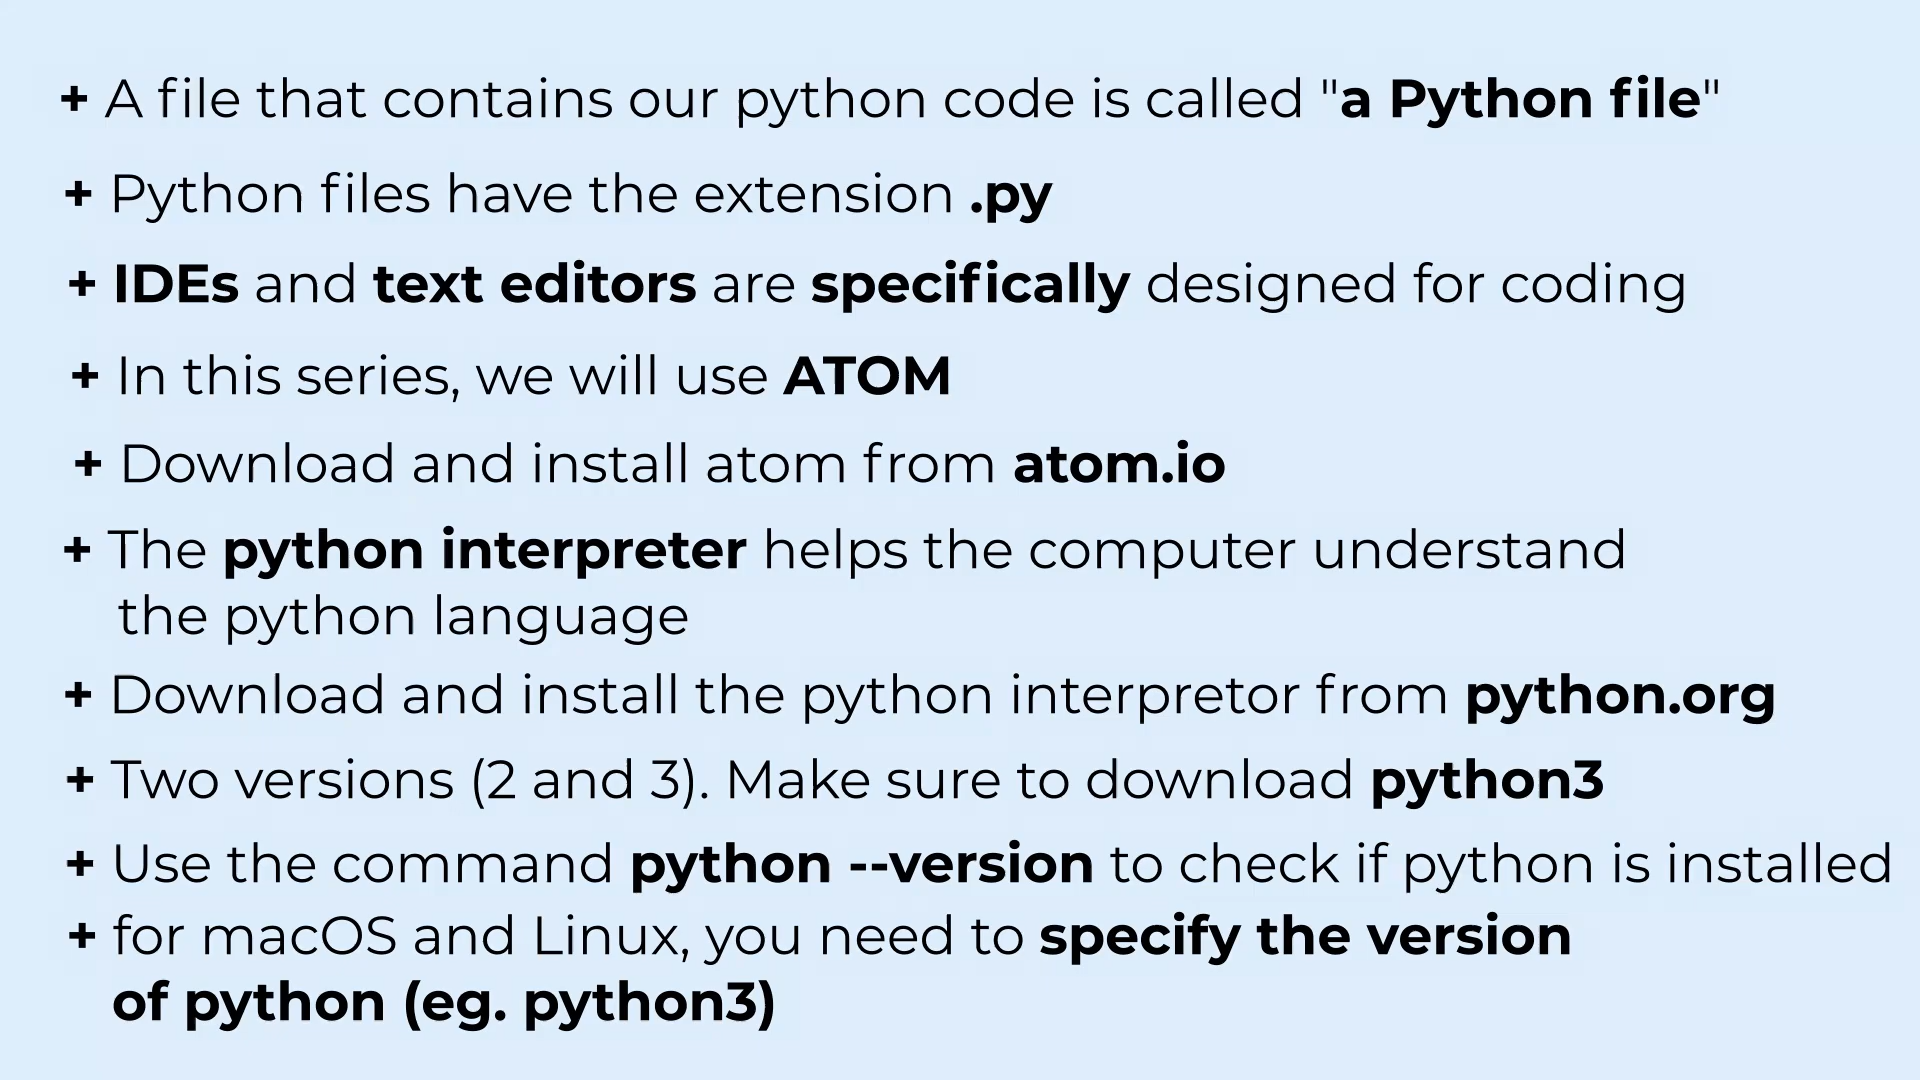 + A file that contains our python code is called "a Python file"
+ Python files have the extension .py
+ IDEs and text editors are specifically designed for coding
+ In this series, we will use ATOM
+ Download and install atom from atom.io
+ The python interpreter helps the computer understand
the python language
+ Download and install the python interpretor from python.org
+ Two versions (2 and 3). Make sure to download python3
+ Use the command python --version to check if python is installed
+ for macOS and Linux, you need to specify the version
of python (eg. python3)